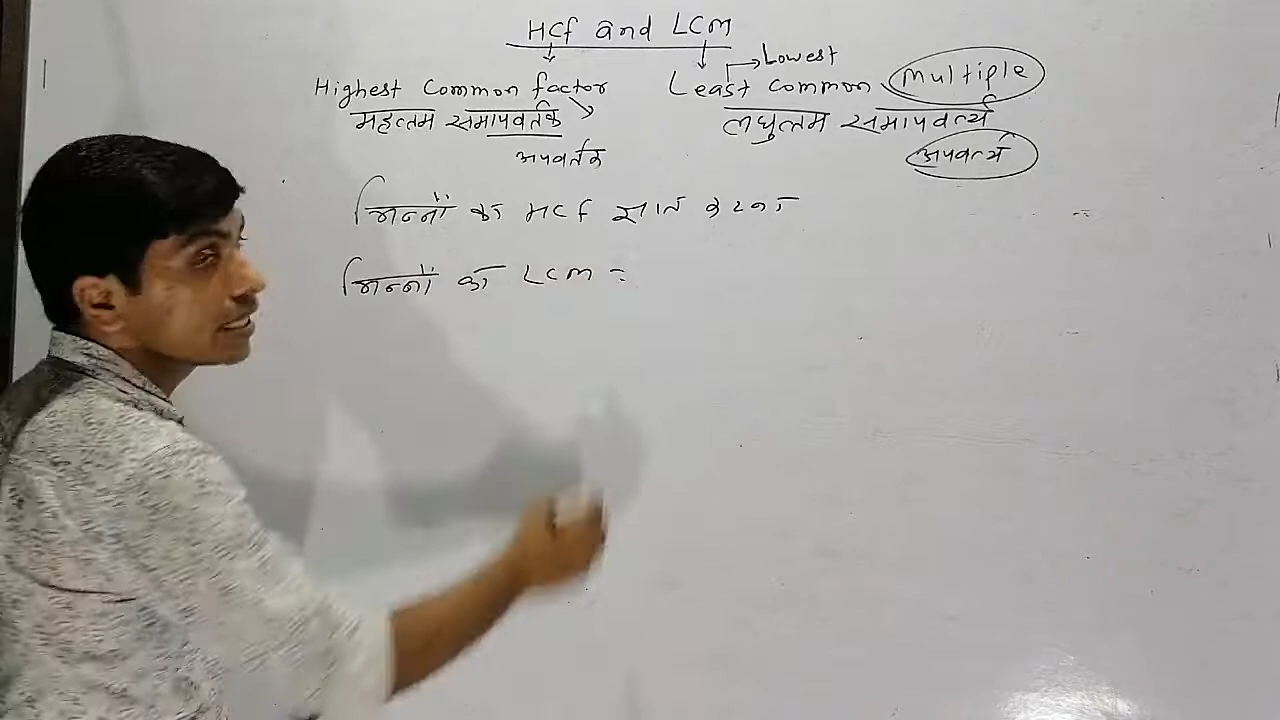 HCf and LCM
Lowest
Highest Common factor Least Common Multiple
महत्तम समापवर्तक लघुत्तम समापवर्त्य
अपवर्तक अपवर्त्य
भिन्नों का HCF ज्ञात करना
भिन्नों का LCM =